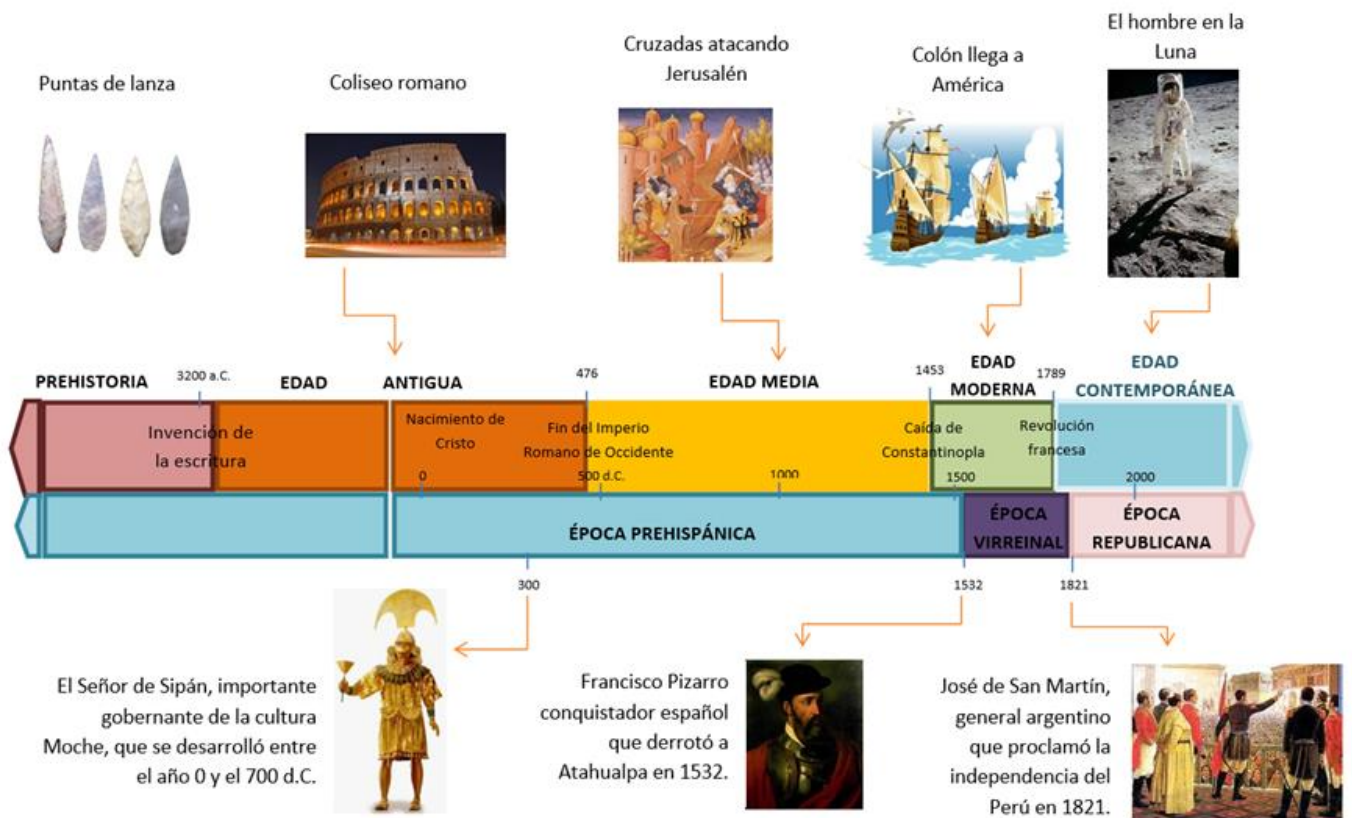 Puntas de lanza
Coliseo romano
Cruzadas atacando
Jerusalén
Colón llega a
América
El hombre en la
Luna
PREHISTORIA
3200 a.C.
EDAD
ANTIGUA
476
EDAD MEDIA
1453
EDAD
MODERNA
1789
EDAD
CONTEMPORÁNEA
Invención de
la escritura
Nacimiento de
Cristo
Fin del Imperio
Romano de Occidente
Caída de
Constantinopla
Revolución
francesa
0
500 d.C.
1000
1500
2000
ÉPOCA PREHISPÁNICA
ÉPOCA
VIRREINAL
ÉPOCA
REPUBLICANA
300
1532
1821
El Señor de Sipán, importante
gobernante de la cultura
Moche, que se desarrolló entre
el año 0 y el 700 d.C.
Francisco Pizarro
conquistador español
que derrotó a
Atahualpa en 1532.
José de San Martín,
general argentino
que proclamó la
independencia del
Perú en 1821.